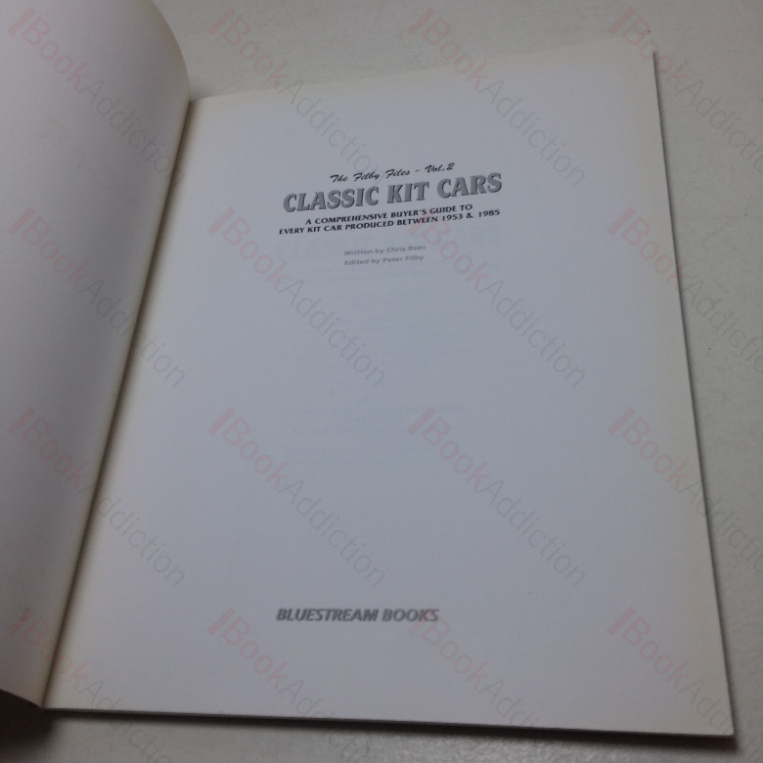 The Filby Files - Vol.2
CLASSIC KIT CARS
A COMPREHENSIVE BUYER'S GUIDE TO
EVERY KIT CAR PRODUCED BETWEEN 1953 & 1985
Written by Chris Rees
Edited by Peter Filby
BLUESTREAM BOOKS
BookAddiction